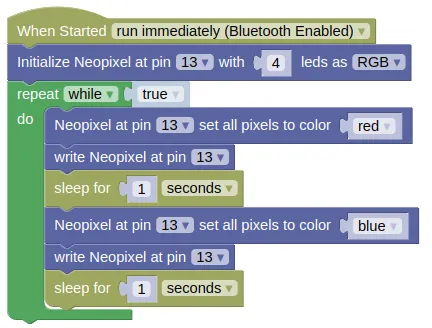 When Started run immediately (Bluetooth Enabled) ▾
Initialize Neopixel at pin 13 ▾ with 4 leds as RGB ▾
repeat while ▾ true ▾
do
Neopixel at pin 13 ▾ set all pixels to color red ▾
write Neopixel at pin 13 ▾
sleep for 1 seconds ▾
Neopixel at pin 13 ▾ set all pixels to color blue ▾
write Neopixel at pin 13 ▾
sleep for 1 seconds ▾